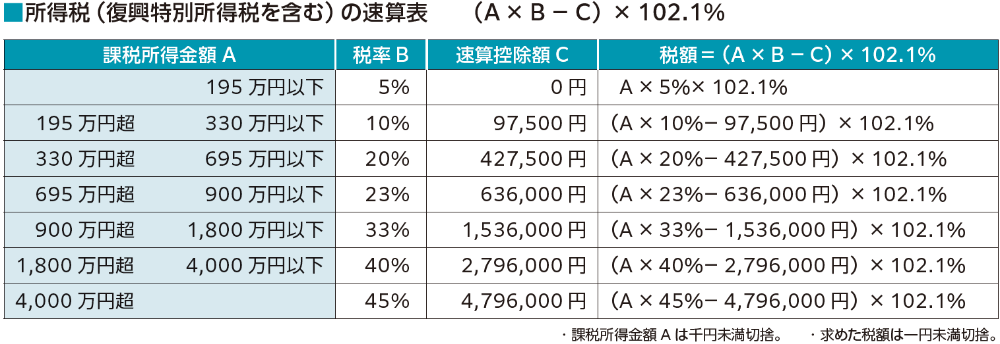 ■所得税（復興特別所得税を含む）の速算表　（A × B － C）× 102.1%
課税所得金額 A　税率 B　速算控除額 C　税額＝（A × B － C）× 102.1%
195 万円以下　5%　0 円　A × 5%× 102.1%
195 万円超　330 万円以下　10%　97,500 円　（A × 10%－ 97,500 円）× 102.1%
330 万円超　695 万円以下　20%　427,500 円　（A × 20%－ 427,500 円）× 102.1%
695 万円超　900 万円以下　23%　636,000 円　（A × 23%－ 636,000 円）× 102.1%
900 万円超　1,800 万円以下　33%　1,536,000 円　（A × 33%－ 1,536,000 円）× 102.1%
1,800 万円超　4,000 万円以下　40%　2,796,000 円　（A × 40%－ 2,796,000 円）× 102.1%
4,000 万円超　45%　4,796,000 円　（A × 45%－ 4,796,000 円）× 102.1%
・課税所得金額 A は千円未満切捨。　・求めた税額は一円未満切捨。